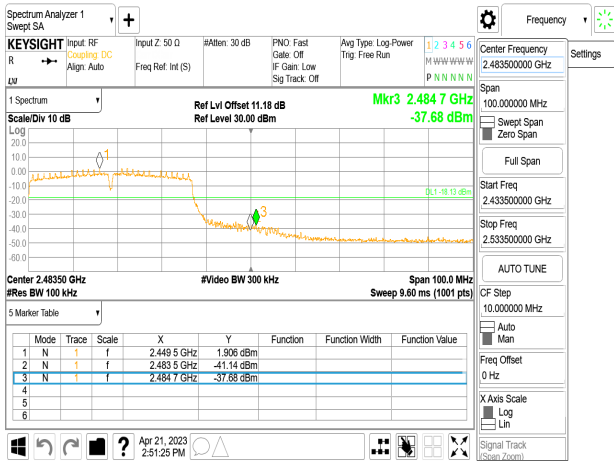 Spectrum Analyzer 1
Swept SA
▼
+
Frequency ▼
Settings
KEYSIGHT
R
LXI
Input: RF
Coupling: DC
Align: Auto
Input Z: 50 Ω
Freq Ref: Int (S)
#Atten: 30 dB
PNO: Fast
Gate: Off
IF Gain: Low
Sig Track: Off
Avg Type: Log-Power
Trig: Free Run
1 2 3 4 5 6
M W W W W W
P N N N N N
1 Spectrum ▼
Scale/Div 10 dB
Ref Lvl Offset 11.18 dB
Ref Level 30.00 dBm
Mkr3 2.484 7 GHz
-37.68 dBm
Log
20.0
10.0
0.00
-10.0
-20.0
-30.0
-40.0
-50.0
-60.0
1
3
DL1 -18.13 dBm
Center 2.48350 GHz
#Res BW 100 kHz
#Video BW 300 kHz
Span 100.0 MHz
Sweep 9.60 ms (1001 pts)
5 Marker Table ▼
Mode Trace Scale X Y Function Function Width Function Value
1 N 1 f 2.449 5 GHz 1.906 dBm
2 N 1 f 2.483 5 GHz -41.14 dBm
3 N 1 f 2.484 7 GHz -37.68 dBm
4
5
6
?
Apr 21, 2023
2:51:25 PM
Center Frequency
2.483500000 GHz
Span
100.000000 MHz
Swept Span
Zero Span
Full Span
Start Freq
2.433500000 GHz
Stop Freq
2.533500000 GHz
AUTO TUNE
CF Step
10.000000 MHz
Auto
Man
Freq Offset
0 Hz
X Axis Scale
Log
Lin
Signal Track
(Span Zoom)